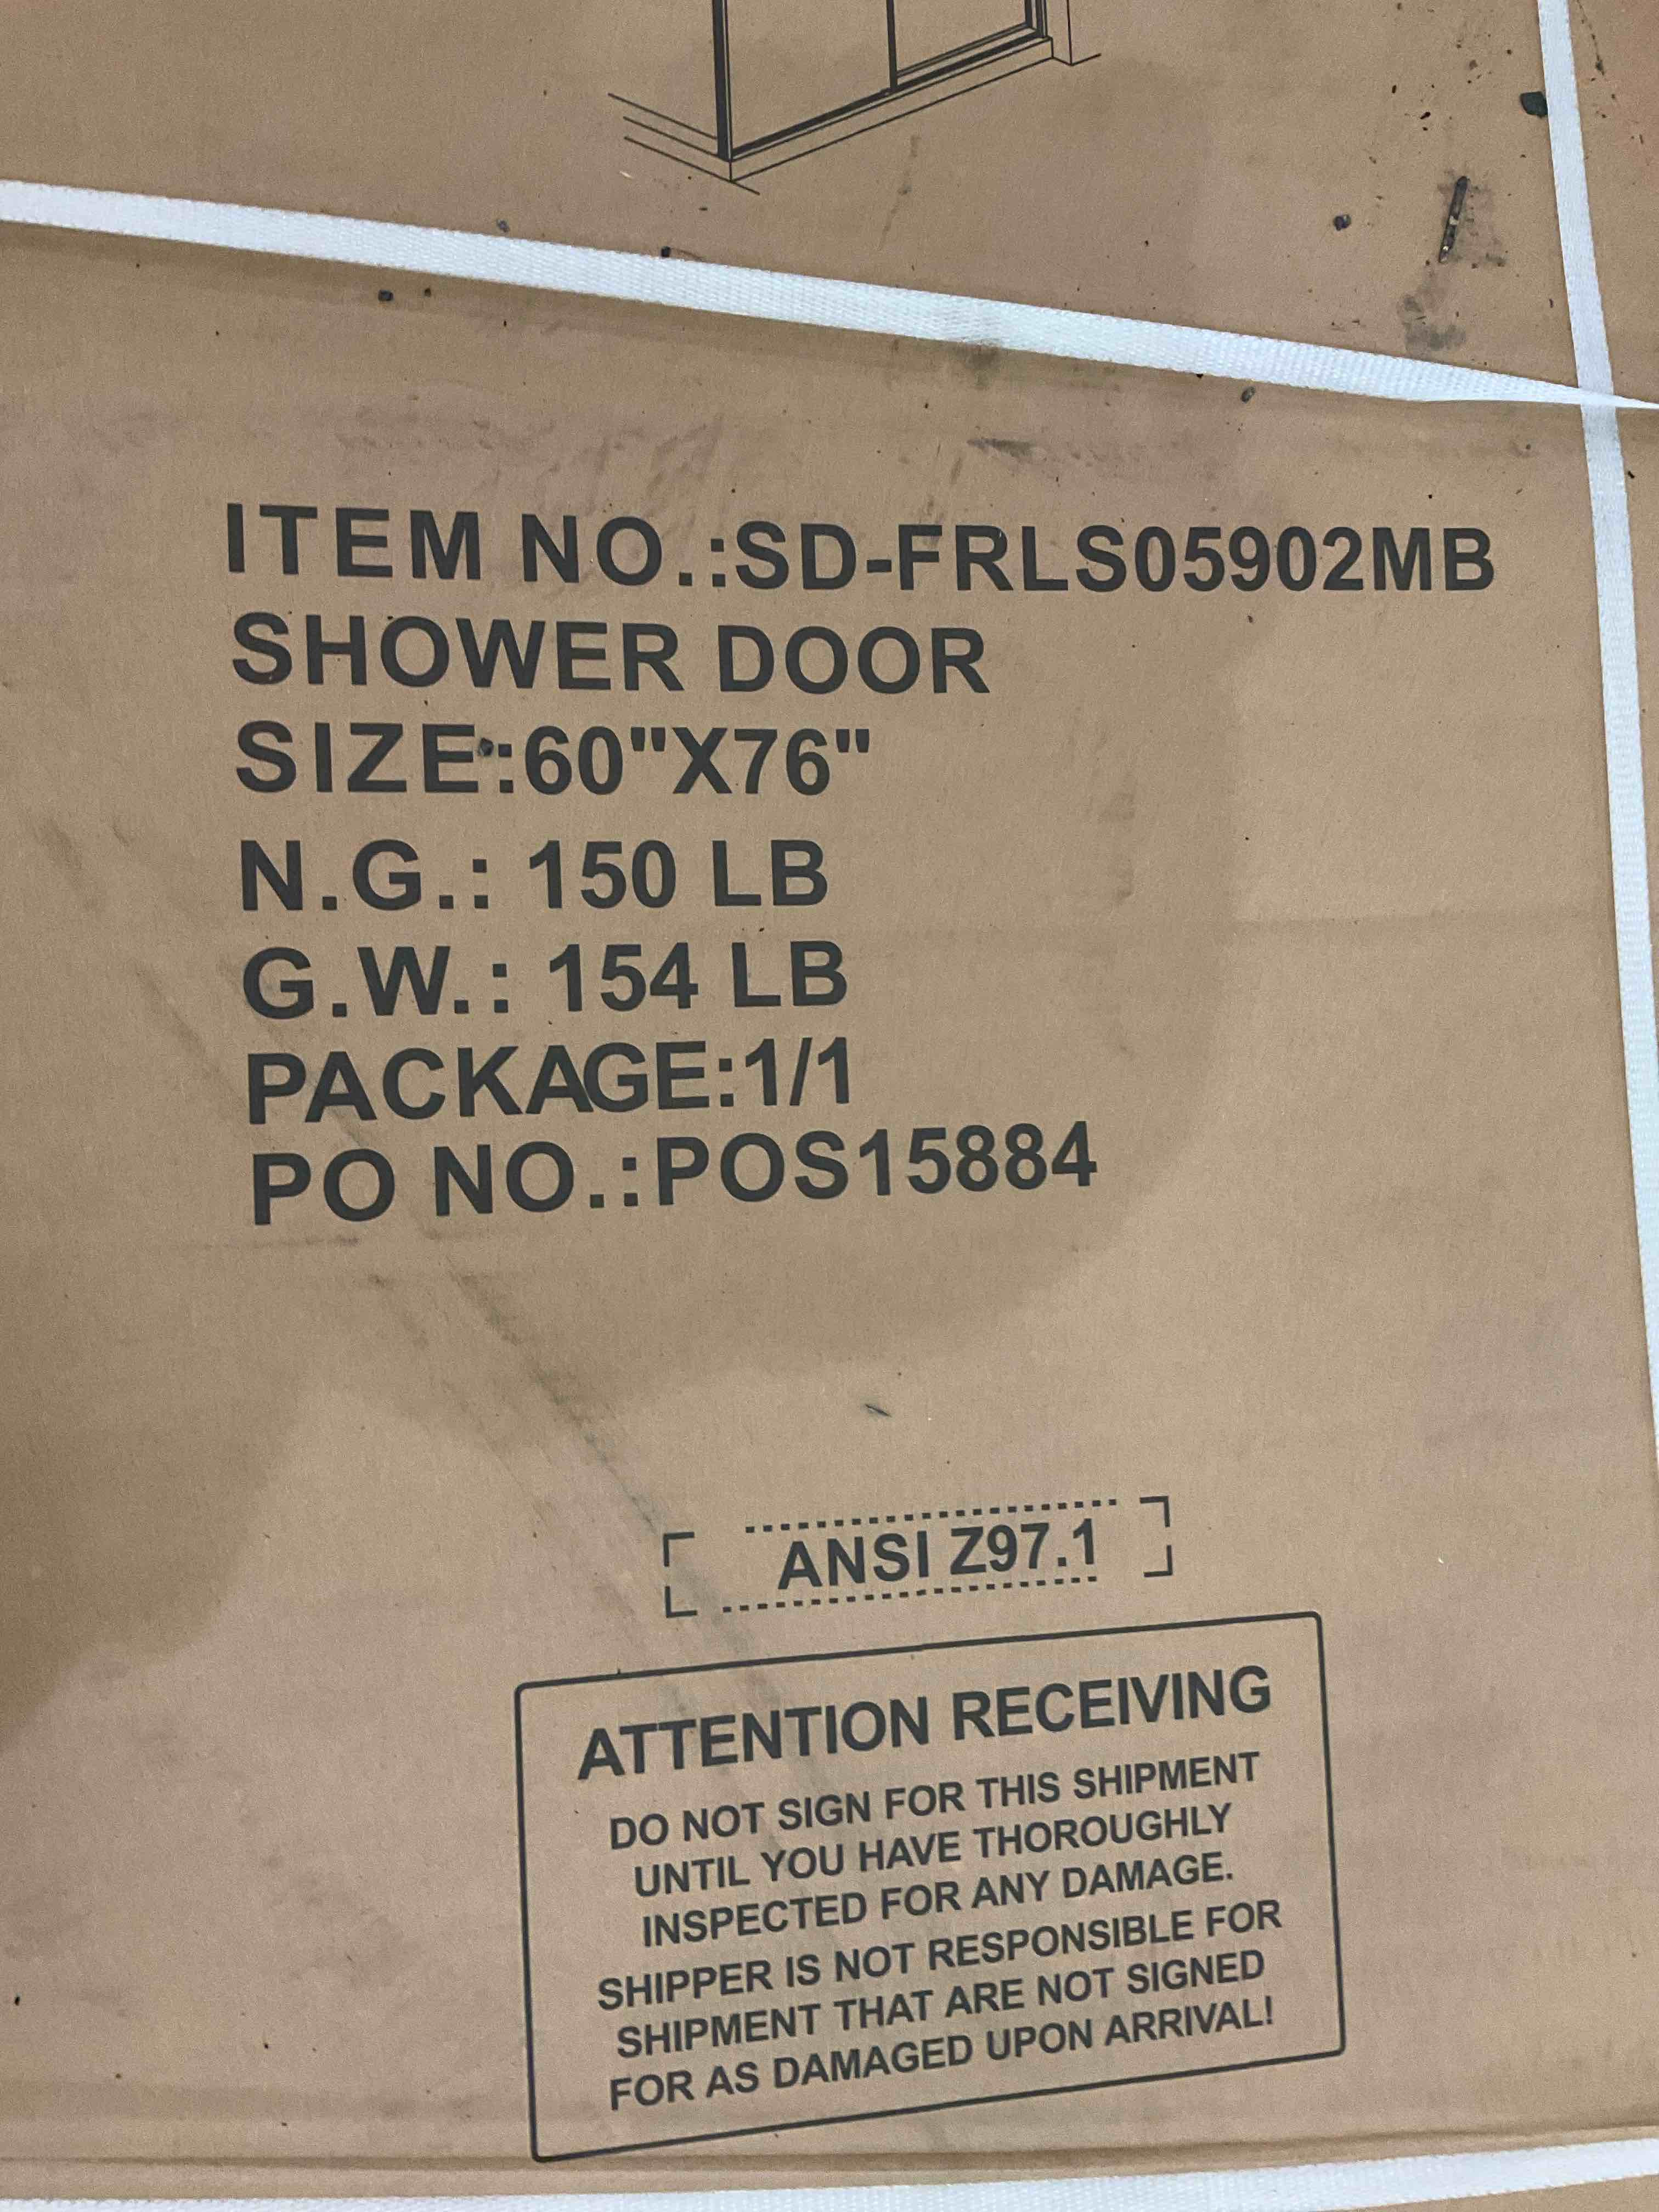 ITEM NO.:SD-FRLS05902MB
SHOWER DOOR
SIZE:60"X76"
N.G.: 150 LB
G.W.: 154 LB
PACKAGE:1/1
PO NO.:POS15884
ANSI Z97.1
ATTENTION RECEIVING
DO NOT SIGN FOR THIS SHIPMENT
UNTIL YOU HAVE THOROUGHLY
INSPECTED FOR ANY DAMAGE.
SHIPPER IS NOT RESPONSIBLE FOR
SHIPMENT THAT ARE NOT SIGNED
FOR AS DAMAGED UPON ARRIVAL!